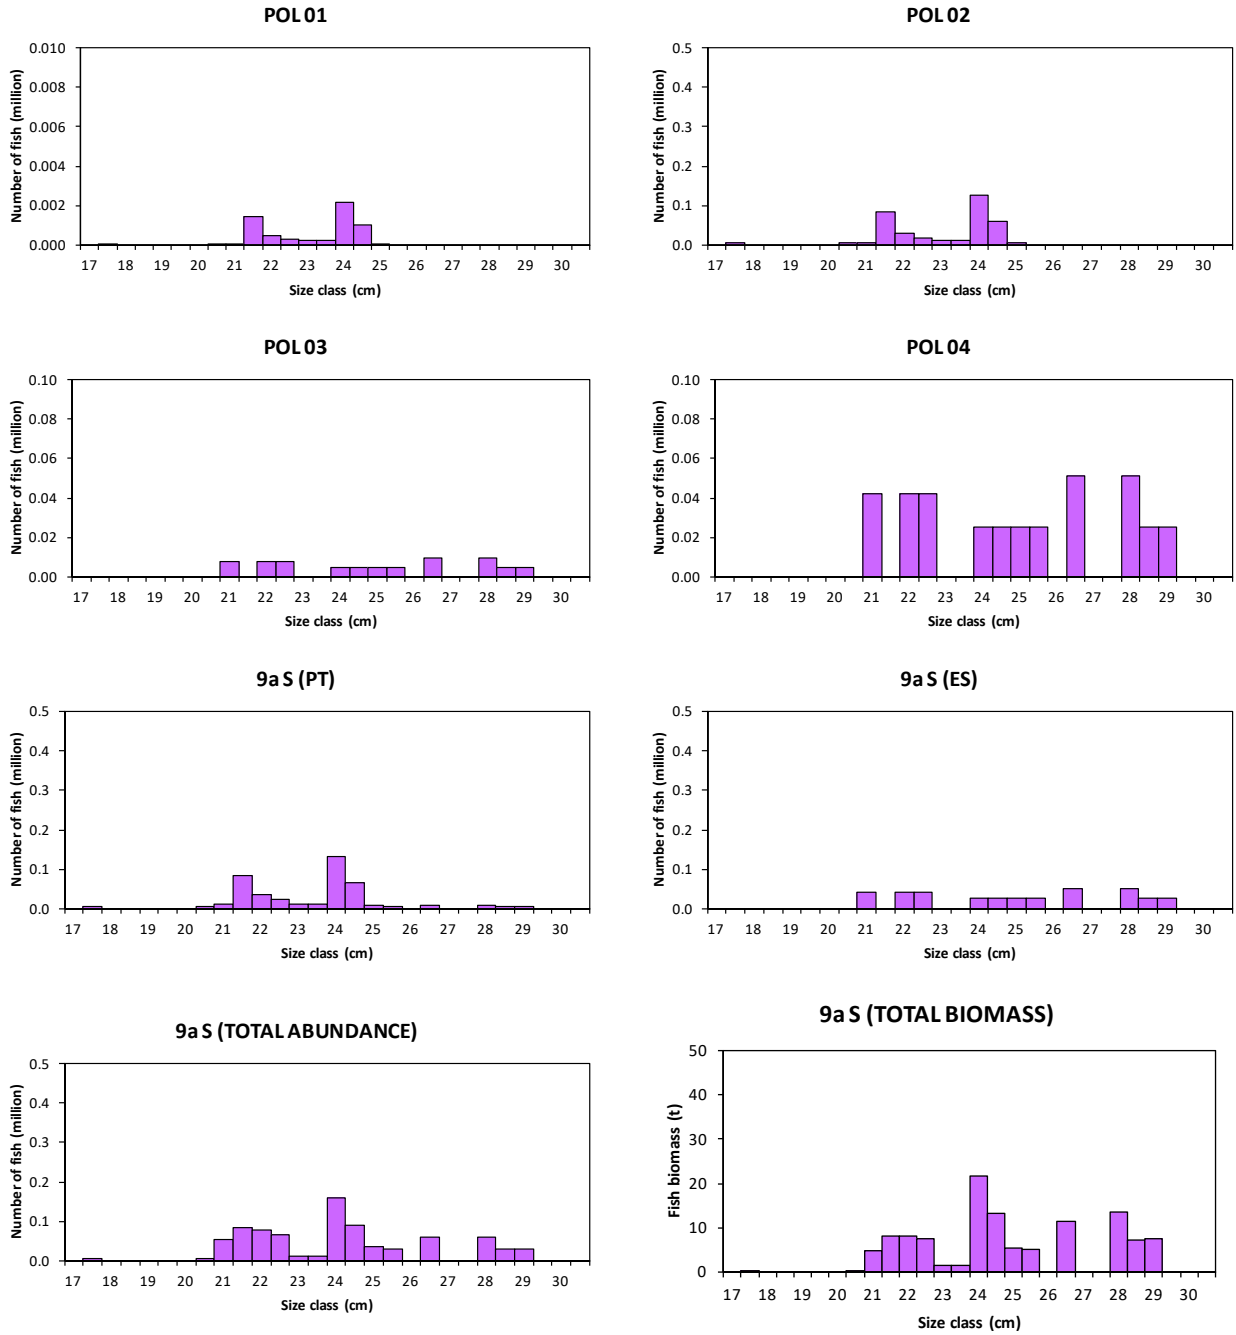 POL 01
0.010
0.008
0.006
0.004
0.002
0.000
Number of fish (million)
17 18 19 20 21 22 23 24 25 26 27 28 29 30
Size class (cm)
POL 02
0.5
0.4
0.3
0.2
0.1
0.0
Number of fish (million)
17 18 19 20 21 22 23 24 25 26 27 28 29 30
Size class (cm)
POL 03
0.10
0.08
0.06
0.04
0.02
0.00
Number of fish (million)
17 18 19 20 21 22 23 24 25 26 27 28 29 30
Size class (cm)
POL 04
0.10
0.08
0.06
0.04
0.02
0.00
Number of fish (million)
17 18 19 20 21 22 23 24 25 26 27 28 29 30
Size class (cm)
9a S (PT)
0.5
0.4
0.3
0.2
0.1
0.0
Number of fish (million)
17 18 19 20 21 22 23 24 25 26 27 28 29 30
Size class (cm)
9a S (ES)
0.5
0.4
0.3
0.2
0.1
0.0
Number of fish (million)
17 18 19 20 21 22 23 24 25 26 27 28 29 30
Size class (cm)
9a S (TOTAL ABUNDANCE)
0.5
0.4
0.3
0.2
0.1
0.0
Number of fish (million)
17 18 19 20 21 22 23 24 25 26 27 28 29 30
Size class (cm)
9a S (TOTAL BIOMASS)
50
40
30
20
10
0
Fish biomass (t)
17 18 19 20 21 22 23 24 25 26 27 28 29 30
Size class (cm)